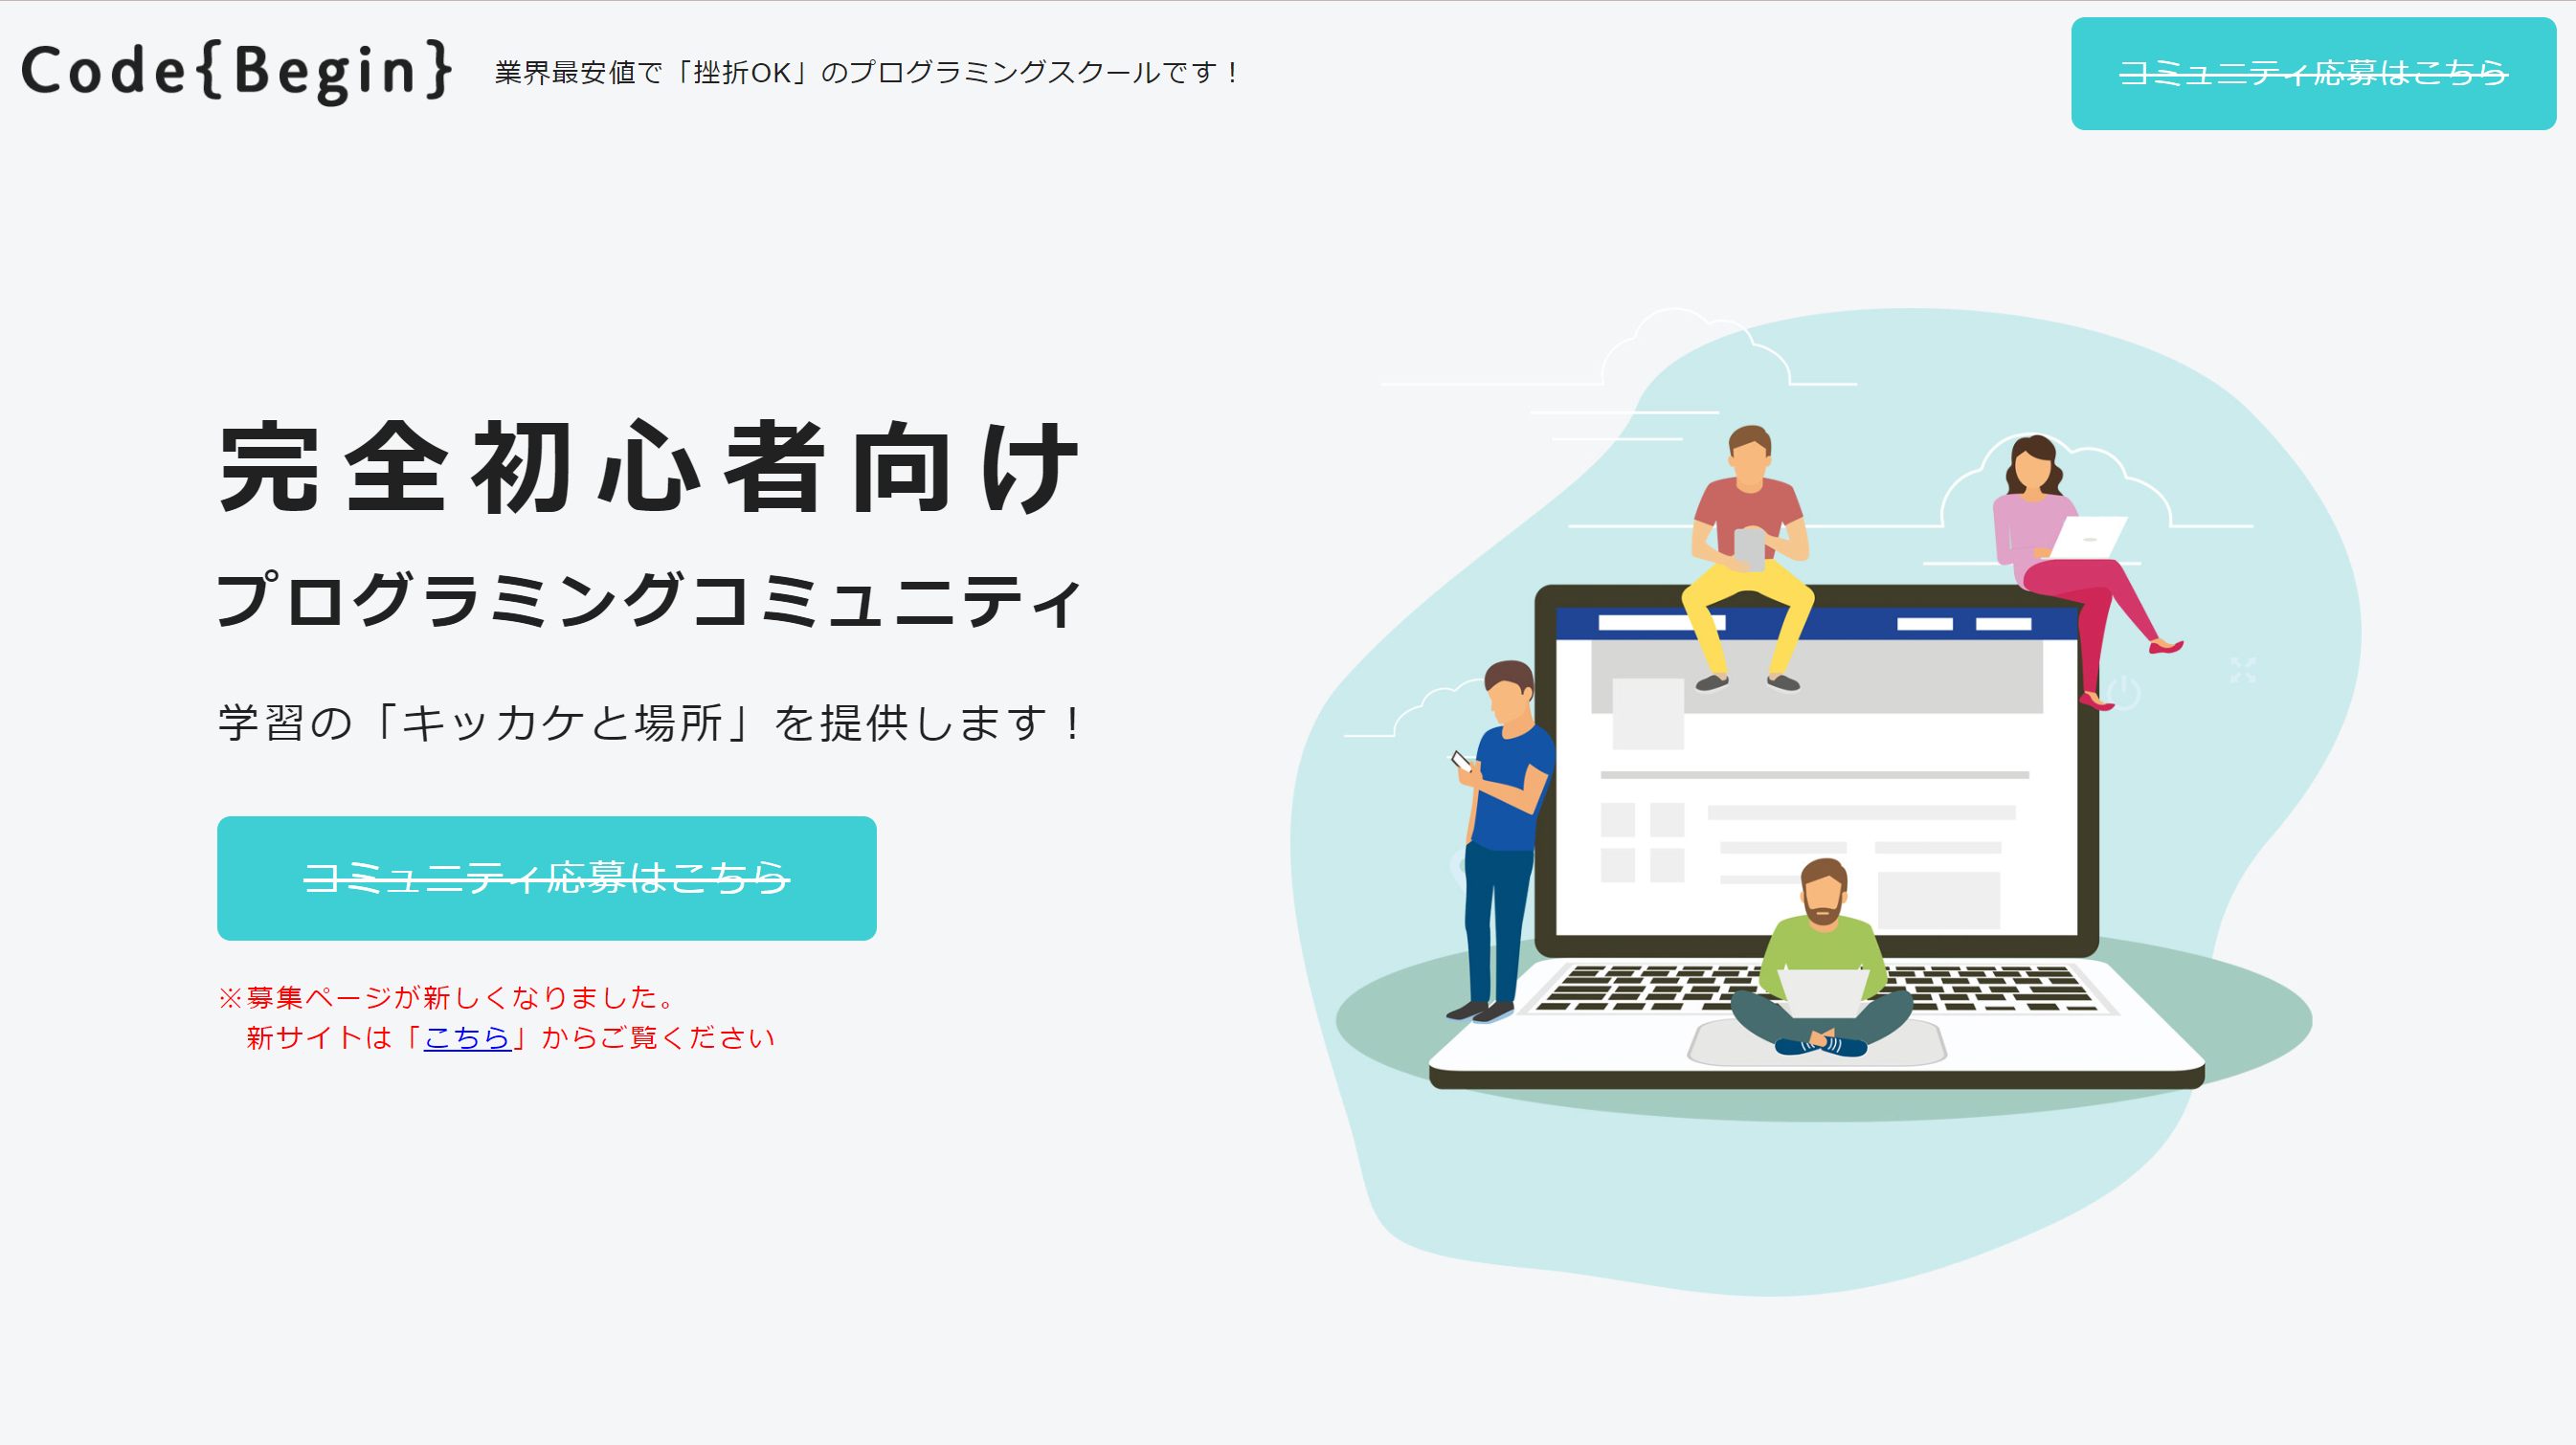 Code{Begin}
業界最安値で「挫折OK」のプログラミングスクールです！
コミュニティ応募はこちら
完全初心者向け
プログラミングコミュニティ
学習の「キッカケと場所」を提供します！
コミュニティ応募はこちら
※募集ページが新しくなりました。
新サイトは「こちら」からご覧ください